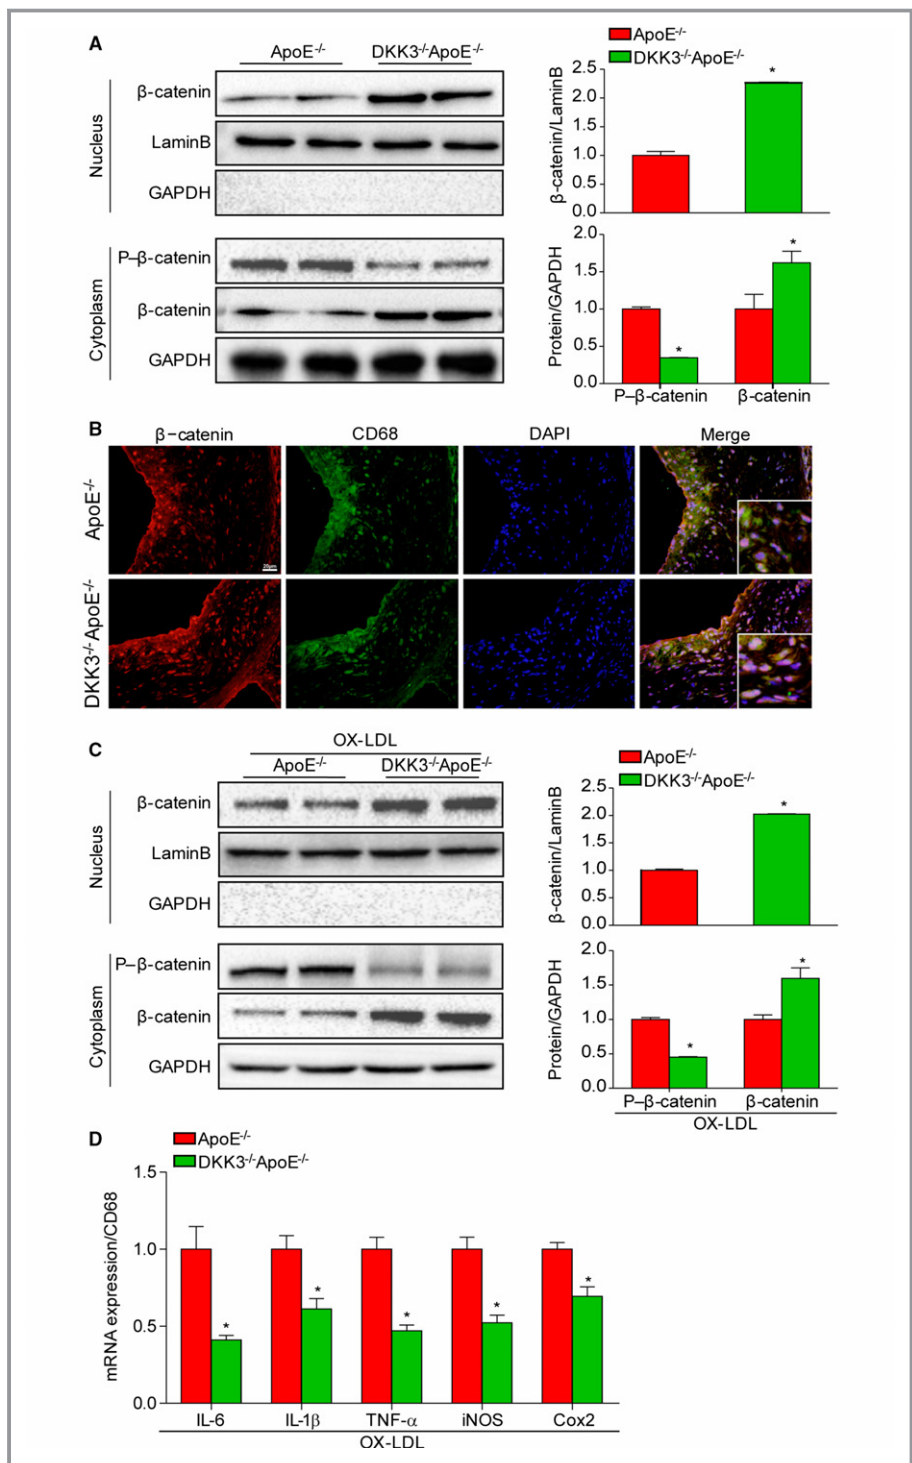 A
ApoE-/- DKK3-/-ApoE-/-
Nucleus
β-catenin
LaminB
GAPDH
Cytoplasm
P–β-catenin
β-catenin
GAPDH
ApoE-/-
DKK3-/-ApoE-/-
β-catenin/LaminB
2.5
2.0
1.5
1.0
0.5
0.0
*
Protein/GAPDH
2.0
1.5
1.0
0.5
0.0
*
*
P–β-catenin β-catenin
B
β–catenin CD68 DAPI Merge
ApoE-/-
20μm
DKK3-/-ApoE-/-
C
OX-LDL
ApoE-/- DKK3-/-ApoE-/-
Nucleus
β-catenin
LaminB
GAPDH
Cytoplasm
P–β-catenin
β-catenin
GAPDH
ApoE-/-
DKK3-/-ApoE-/-
β-catenin/LaminB
2.5
2.0
1.5
1.0
0.5
0.0
*
Protein/GAPDH
2.0
1.5
1.0
0.5
0.0
*
*
P–β-catenin β-catenin
OX-LDL
D
ApoE-/-
DKK3-/-ApoE-/-
mRNA expression/CD68
1.5
1.0
0.5
0.0
* * * * *
IL-6 IL-1β TNF-α iNOS Cox2
OX-LDL